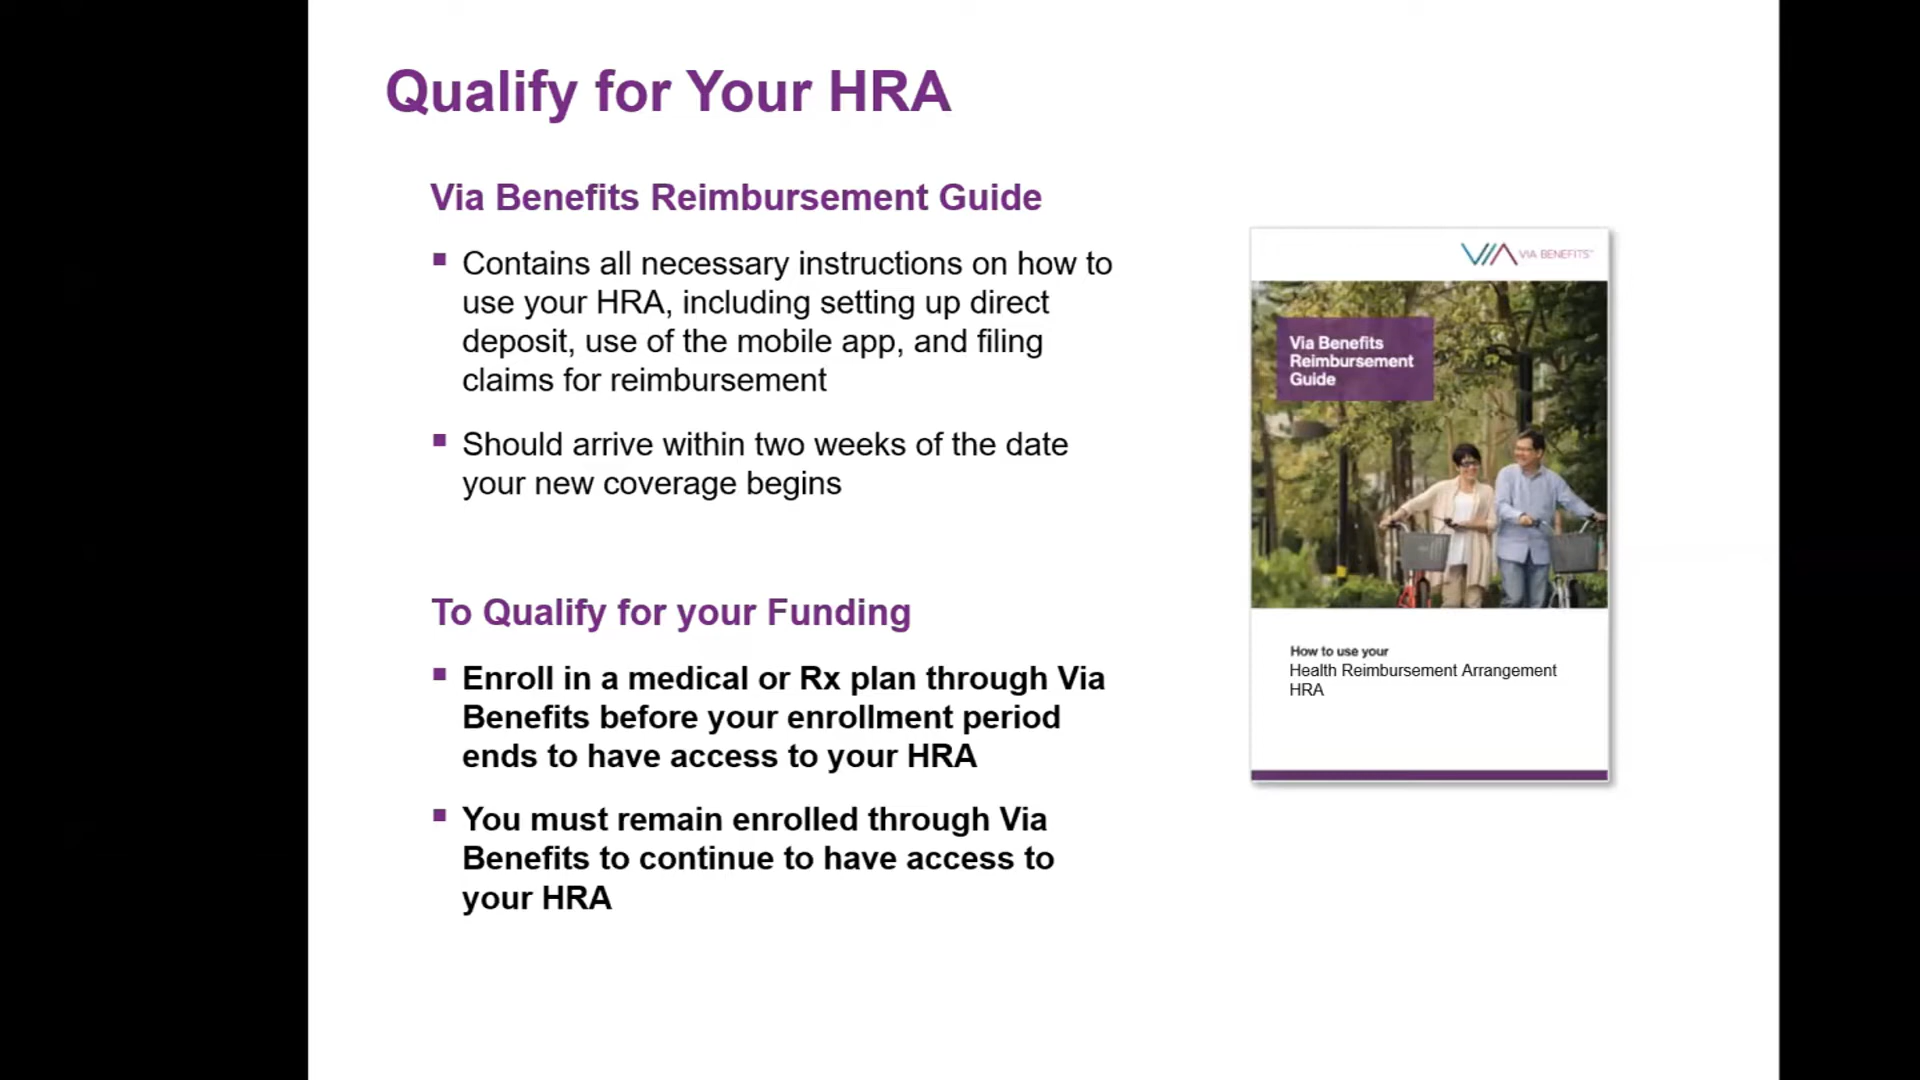 Qualify for Your HRA
Via Benefits Reimbursement Guide
Contains all necessary instructions on how to
use your HRA, including setting up direct
deposit, use of the mobile app, and filing
claims for reimbursement
Should arrive within two weeks of the date
your new coverage begins
To Qualify for your Funding
Enroll in a medical or Rx plan through Via
Benefits before your enrollment period
ends to have access to your HRA
You must remain enrolled through Via
Benefits to continue to have access to
your HRA
VIA VIA BENEFITS™
Via Benefits
Reimbursement
Guide
How to use your
Health Reimbursement Arrangement
HRA